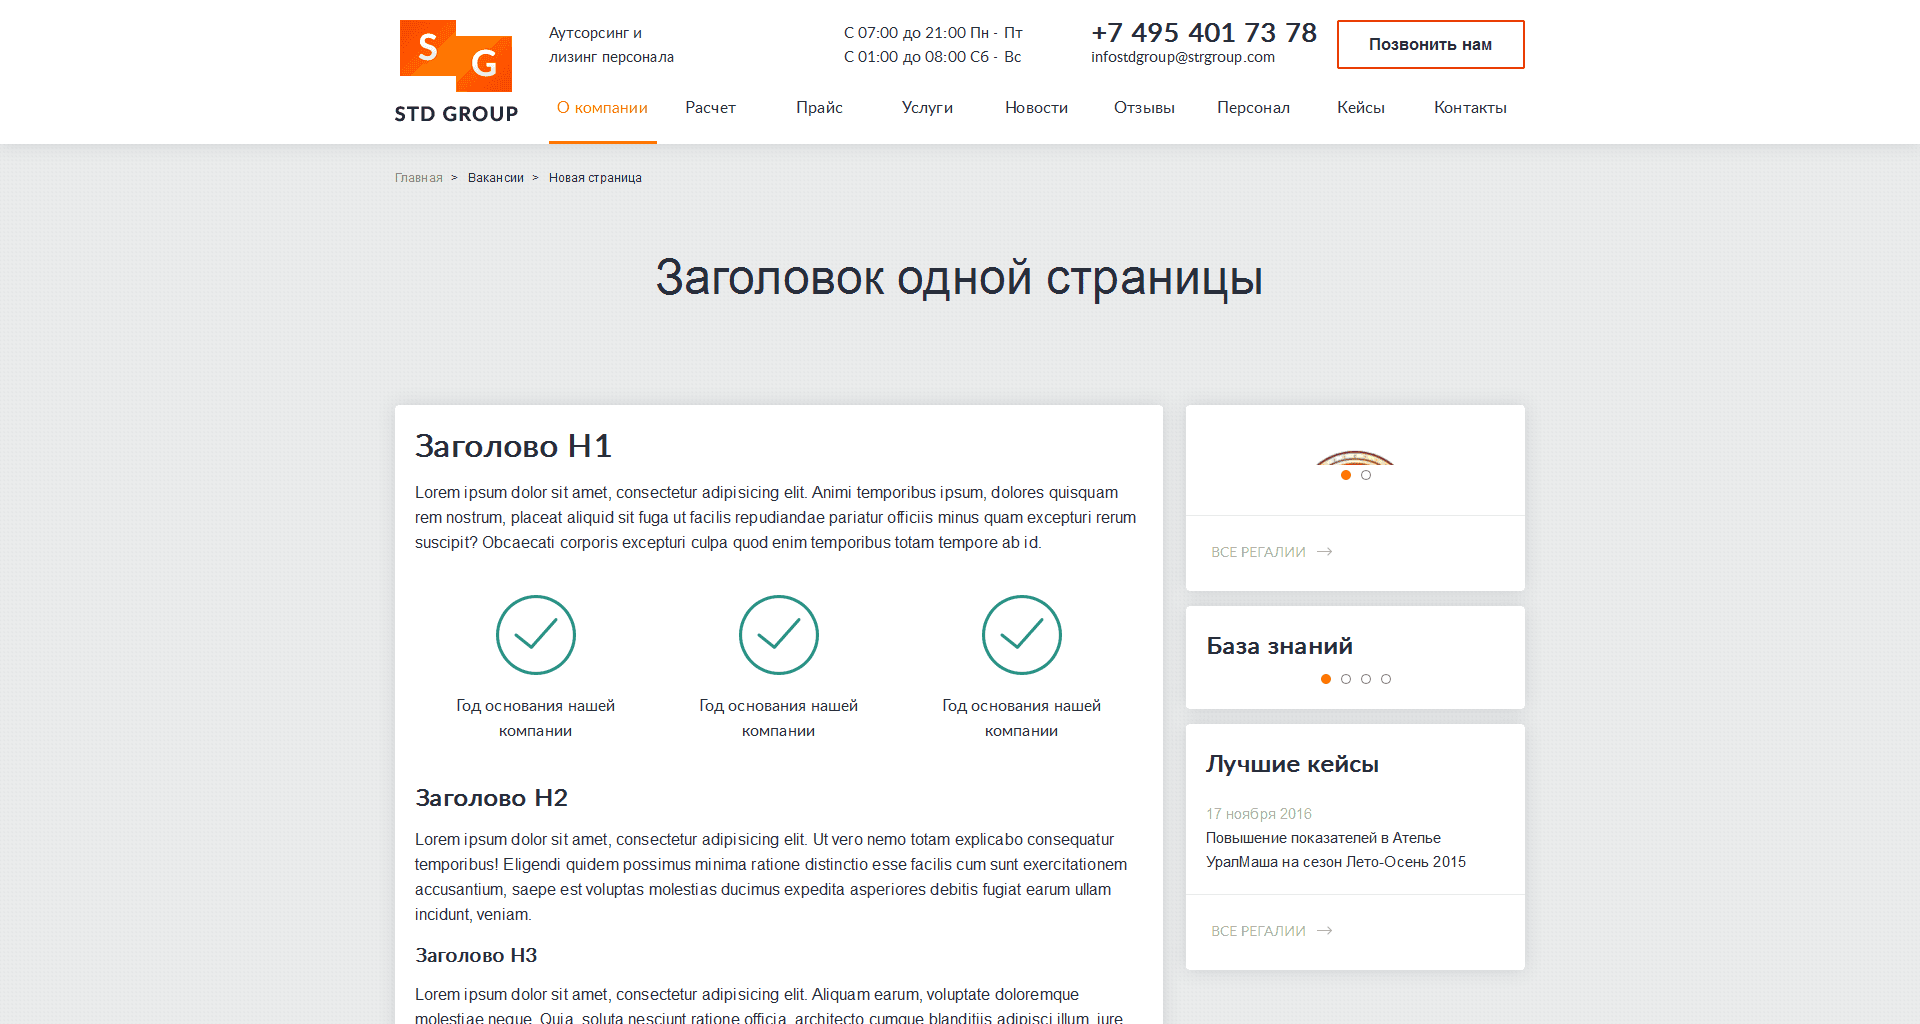 S G
STD GROUP
Аутсорсинг и
лизинг персонала
С 07:00 до 21:00 Пн - Пт
С 01:00 до 08:00 Сб - Вс
+7 495 401 73 78
infostdgroup@strgroup.com
Позвонить нам
О компании Расчет Прайс Услуги Новости Отзывы Персонал Кейсы Контакты
Главная > Вакансии > Новая страница
Заголовок одной страницы
Заголово H1
Lorem ipsum dolor sit amet, consectetur adipisicing elit. Animi temporibus ipsum, dolores quisquam
rem nostrum, placeat aliquid sit fuga ut facilis repudiandae pariatur officiis minus quam excepturi rerum
suscipit? Obcaecati corporis excepturi culpa quod enim temporibus totam tempore ab id.
Год основания нашей
компании
Год основания нашей
компании
Год основания нашей
компании
Заголово H2
Lorem ipsum dolor sit amet, consectetur adipisicing elit. Ut vero nemo totam explicabo consequatur
temporibus! Eligendi quidem possimus minima ratione distinctio esse facilis cum sunt exercitationem
accusantium, saepe est voluptas molestias ducimus expedita asperiores debitis fugiat earum ullam
incidunt, veniam.
Заголово H3
Lorem ipsum dolor sit amet, consectetur adipisicing elit. Aliquam earum, voluptate doloremque
molestiae neque. Quia, soluta nesciunt ratione officia, architecto cumque blanditiis adipisci illum, iure
ВСЕ РЕГАЛИИ
База знаний
Лучшие кейсы
17 ноября 2016
Повышение показателей в Ателье
УралМаша на сезон Лето-Осень 2015
ВСЕ РЕГАЛИИ